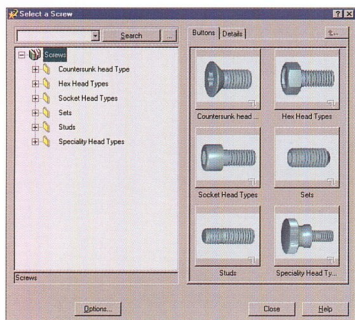 Select a Screw
Search
...
Screws
Countersunk head Type
Hex Head Types
Socket Head Types
Sets
Studs
Speciality Head Types
Screws
Buttons
Details
Countersunk head ...
Hex Head Types
Socket Head Types
Sets
Studs
Speciality Head Ty...
Options...
Close
Help